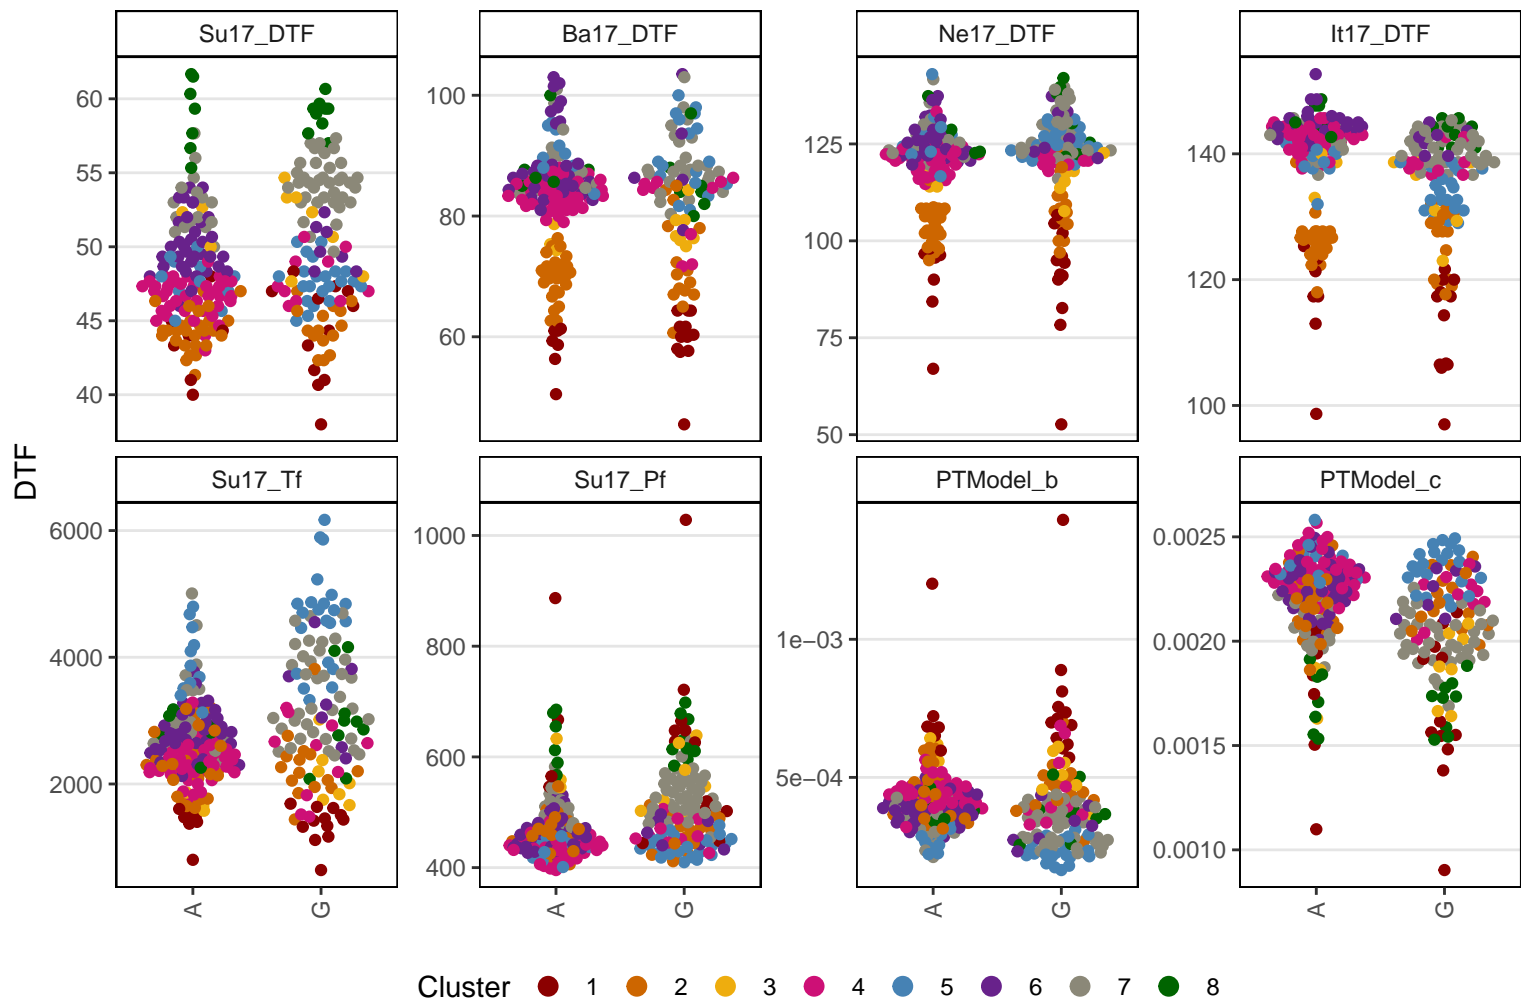 Su17_DTF Ba17_DTF Ne17_DTF It17_DTF
60 55 50 45 40
100 80 60
125 100 75 50
140 120 100
DTF
Su17_Tf Su17_Pf PTModel_b PTModel_c
6000 4000 2000
1000 800 600 400
1e−03 5e−04
0.0025 0.0020 0.0015 0.0010
A G A G A G A G
Cluster 1 2 3 4 5 6 7 8